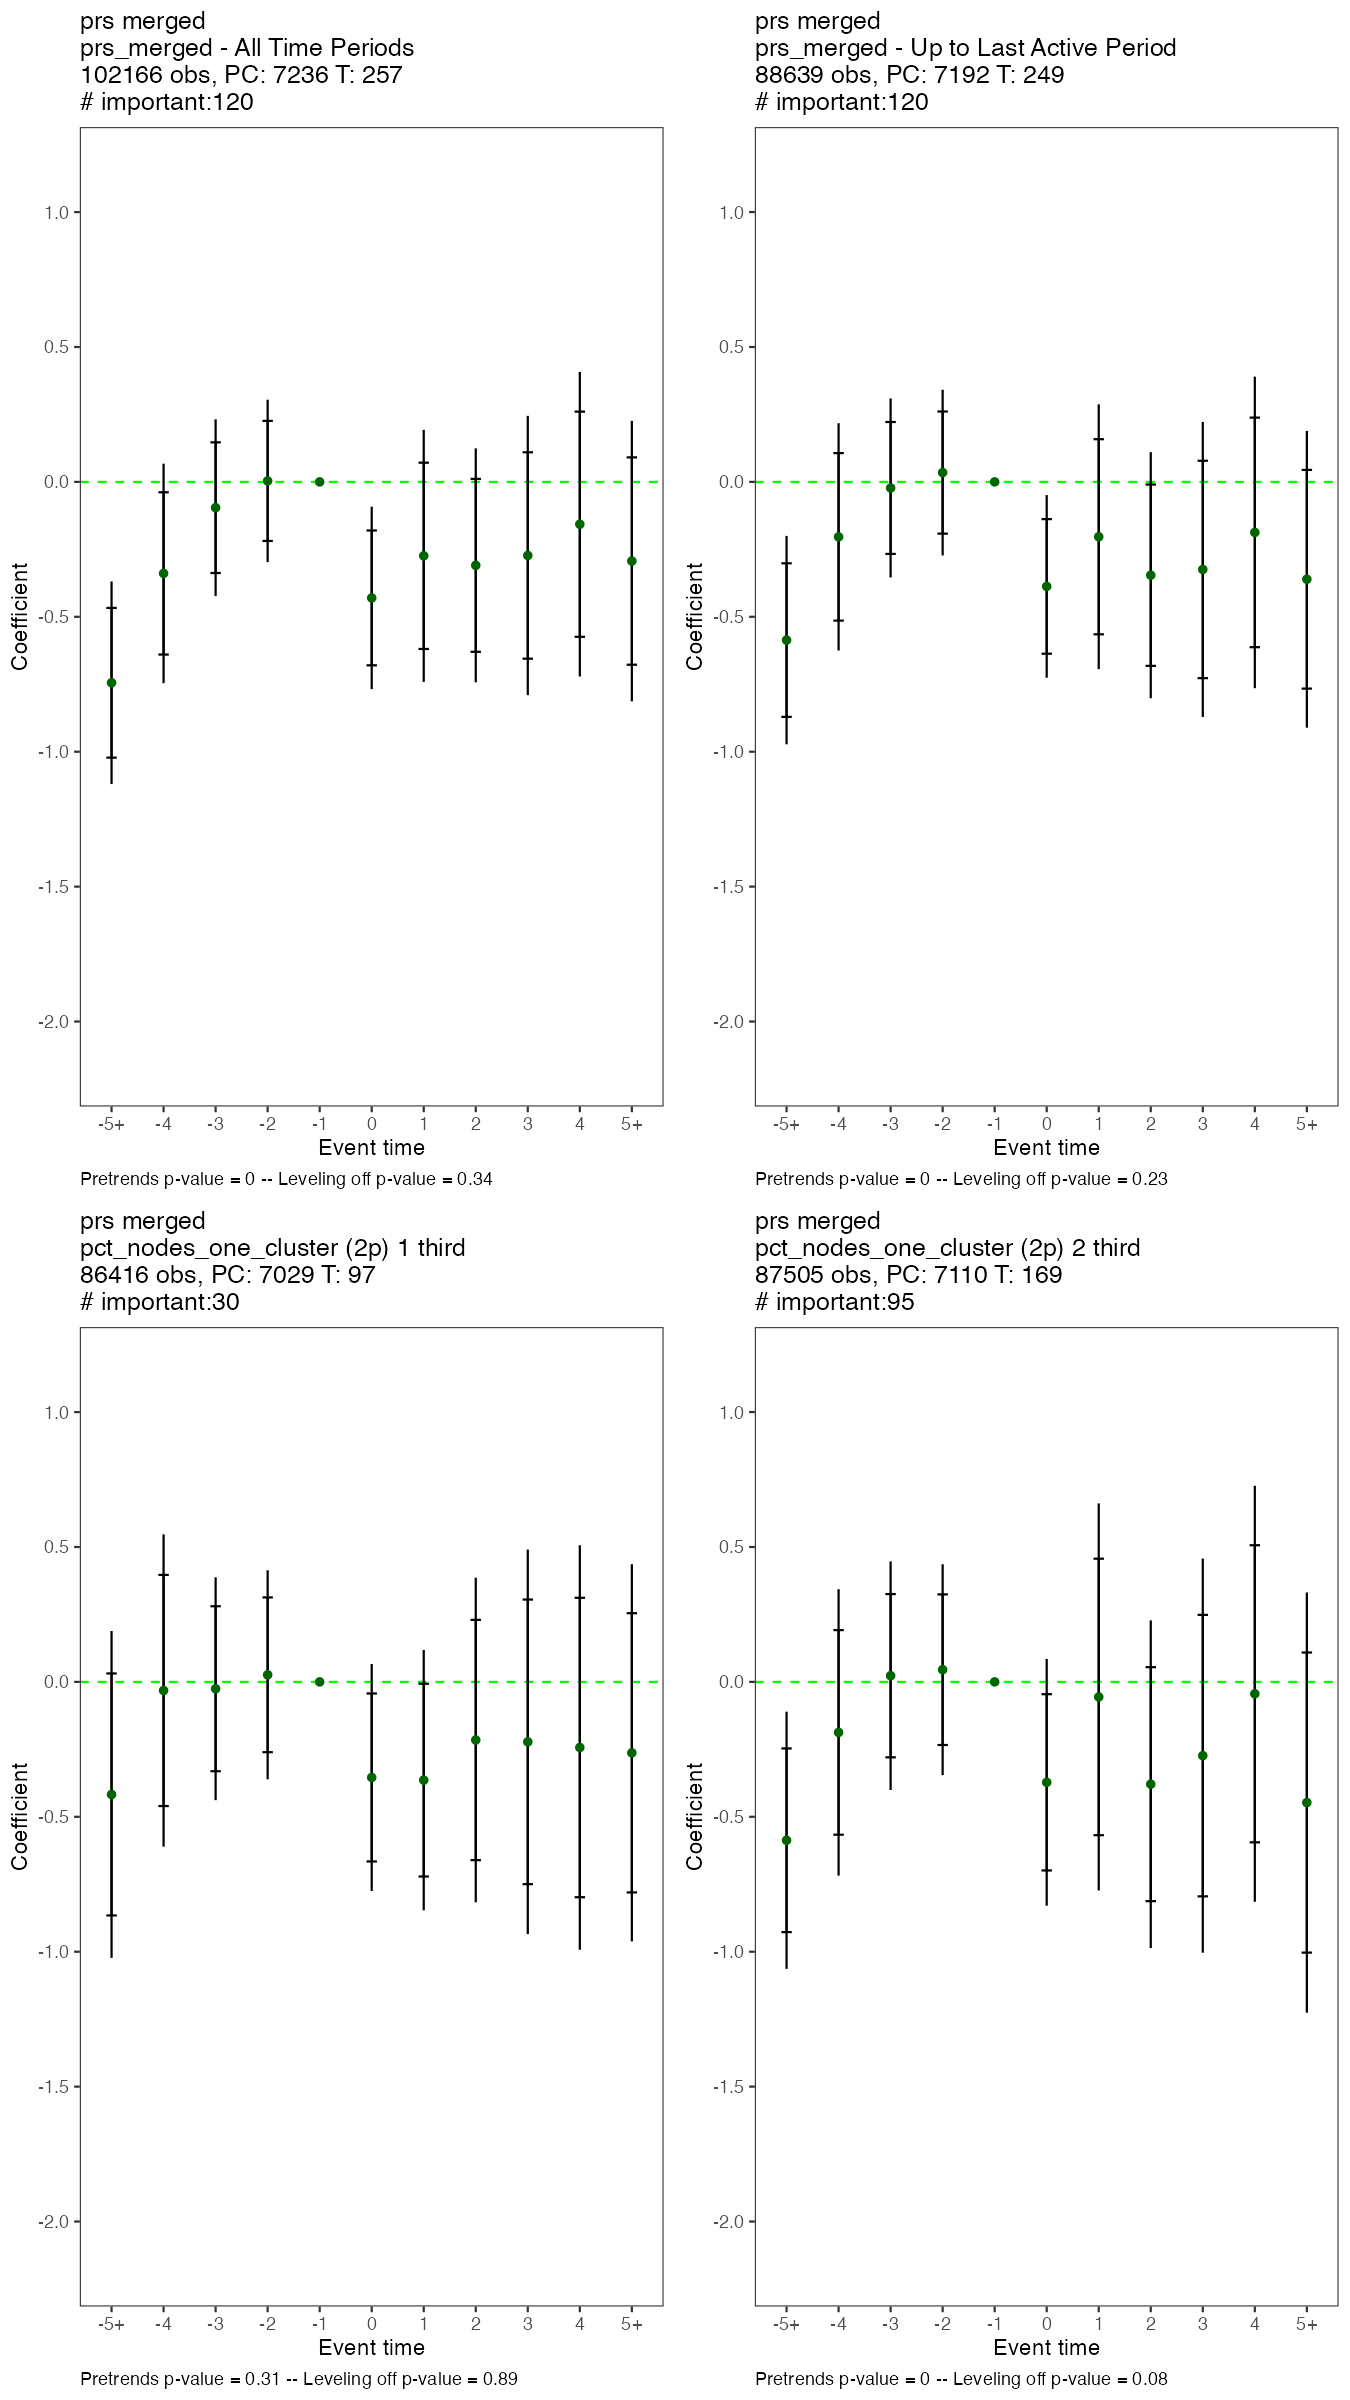 prs merged
prs_merged - All Time Periods
102166 obs, PC: 7236 T: 257
# important:120
Coefficient
1.0
0.5
0.0
-0.5
-1.0
-1.5
-2.0
-5+ -4 -3 -2 -1 0 1 2 3 4 5+
Event time
Pretrends p-value = 0 -- Leveling off p-value = 0.34
prs merged
prs_merged - Up to Last Active Period
88639 obs, PC: 7192 T: 249
# important:120
Coefficient
1.0
0.5
0.0
-0.5
-1.0
-1.5
-2.0
-5+ -4 -3 -2 -1 0 1 2 3 4 5+
Event time
Pretrends p-value = 0 -- Leveling off p-value = 0.23
prs merged
pct_nodes_one_cluster (2p) 1 third
86416 obs, PC: 7029 T: 97
# important:30
Coefficient
1.0
0.5
0.0
-0.5
-1.0
-1.5
-2.0
-5+ -4 -3 -2 -1 0 1 2 3 4 5+
Event time
Pretrends p-value = 0.31 -- Leveling off p-value = 0.89
prs merged
pct_nodes_one_cluster (2p) 2 third
87505 obs, PC: 7110 T: 169
# important:95
Coefficient
1.0
0.5
0.0
-0.5
-1.0
-1.5
-2.0
-5+ -4 -3 -2 -1 0 1 2 3 4 5+
Event time
Pretrends p-value = 0 -- Leveling off p-value = 0.08